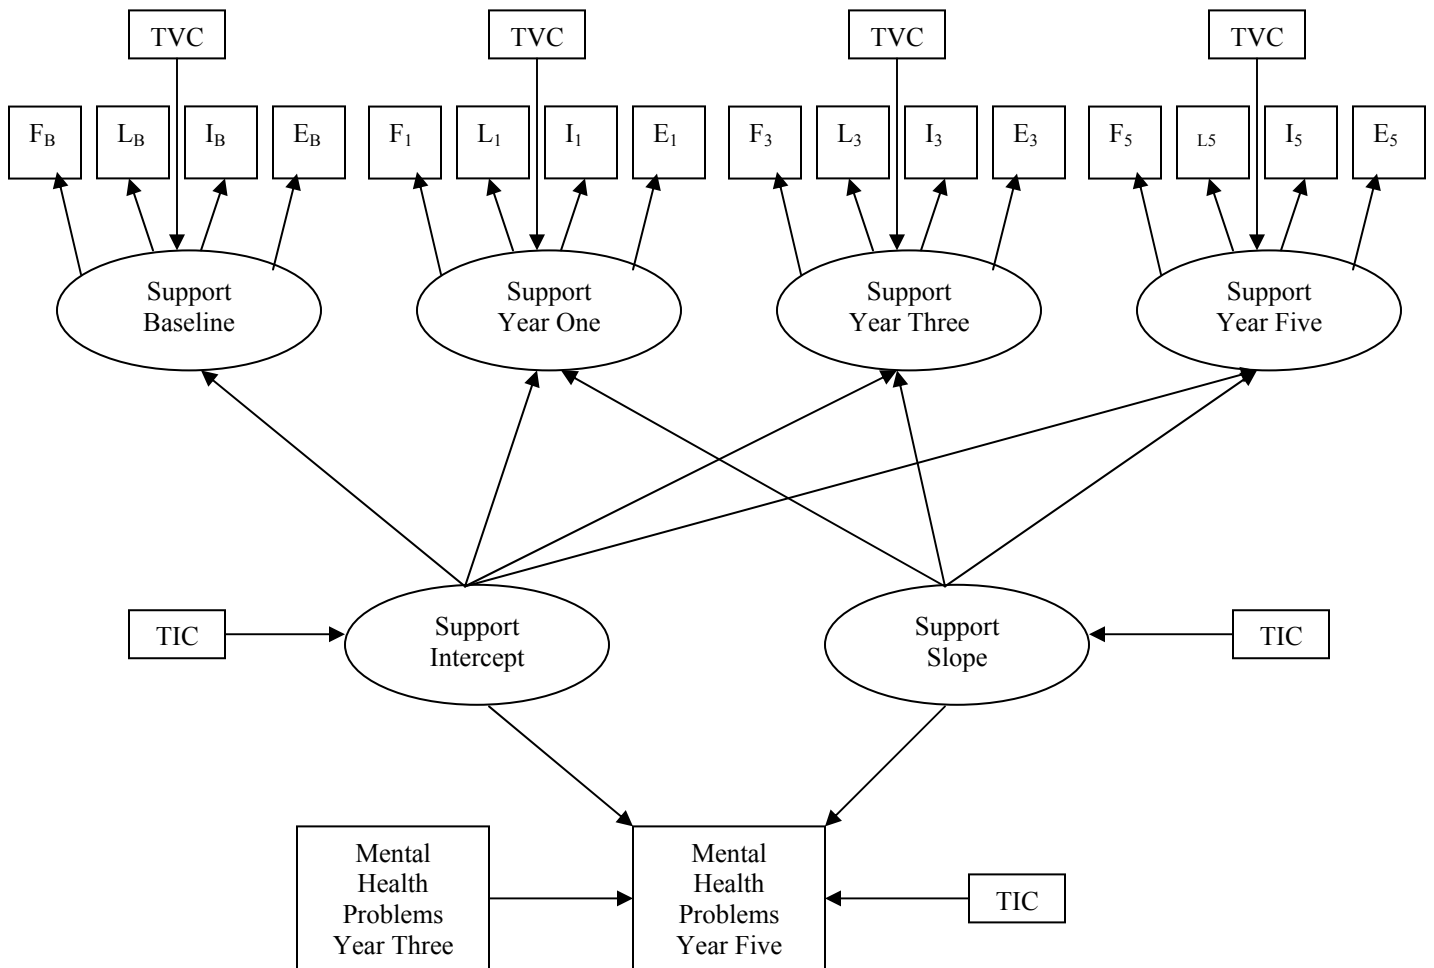 TVC TVC TVC TVC
F_B L_B I_B E_B F_1 L_1 I_1 E_1 F_3 L_3 I_3 E_3 F_5 L5 I_5 E_5
Support
Baseline
Support
Year One
Support
Year Three
Support
Year Five
TIC
Support
Intercept
Support
Slope
TIC
Mental
Health
Problems
Year Three
Mental
Health
Problems
Year Five
TIC